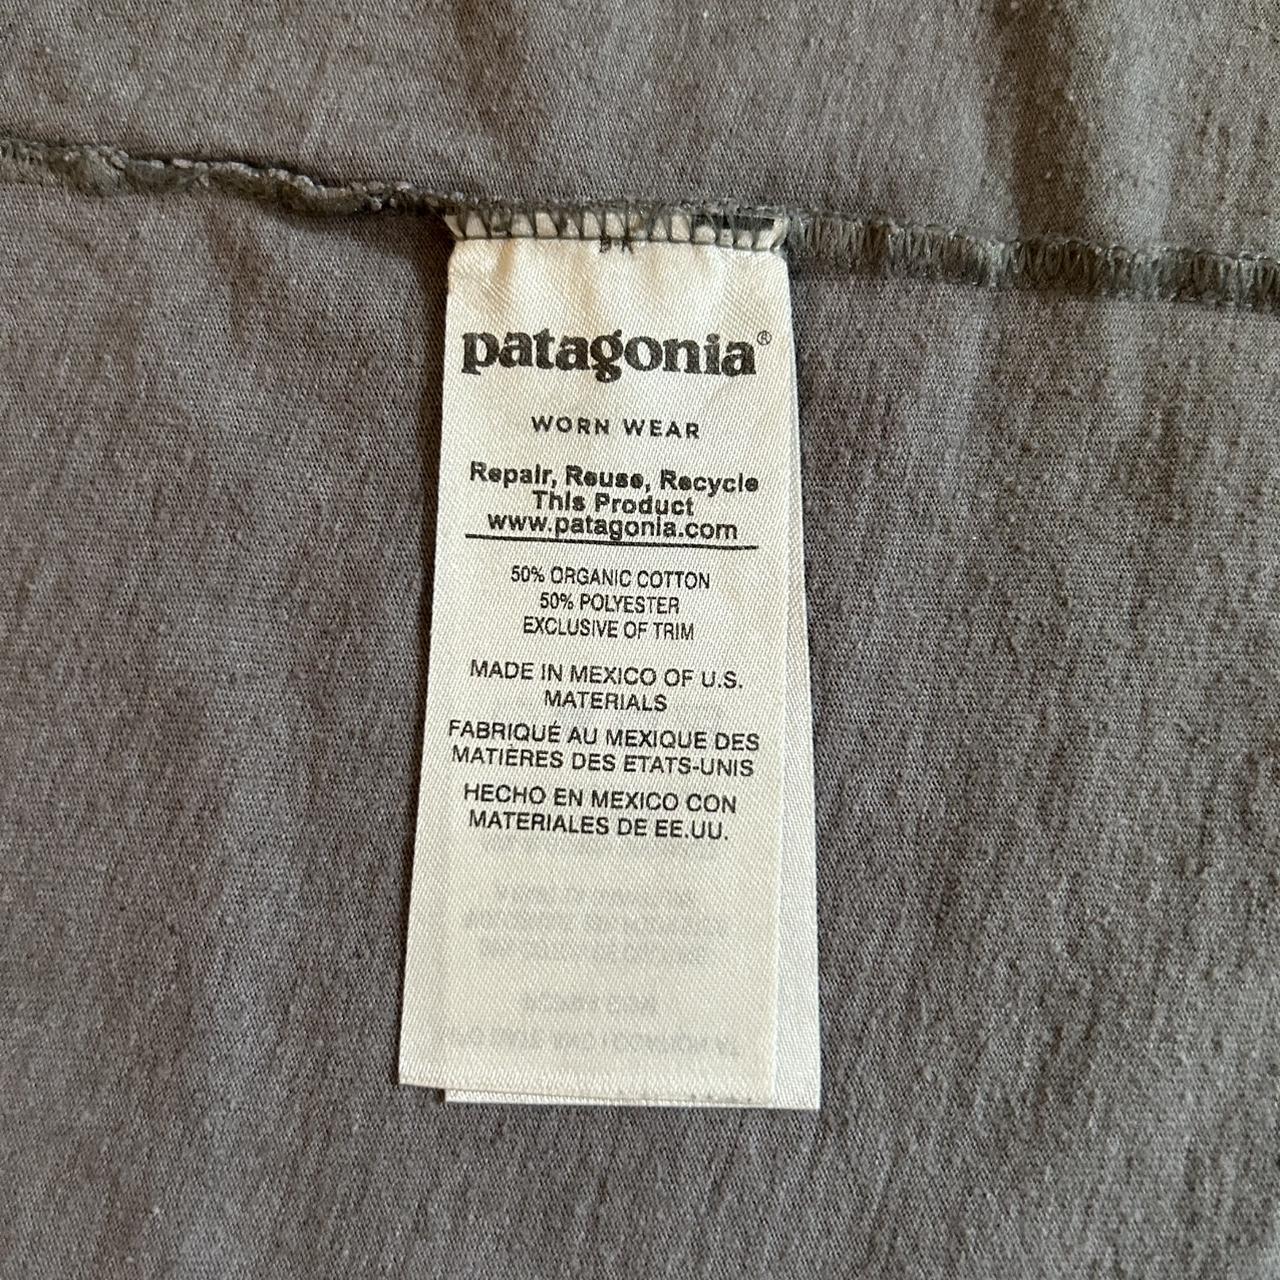 patagonia®
WORN WEAR
Repair, Reuse, Recycle
This Product
www.patagonia.com
50% ORGANIC COTTON
50% POLYESTER
EXCLUSIVE OF TRIM
MADE IN MEXICO OF U.S.
MATERIALS
FABRIQUÉ AU MEXIQUE DES
MATIÈRES DES ETATS-UNIS
HECHO EN MEXICO CON
MATERIALES DE EE.UU.